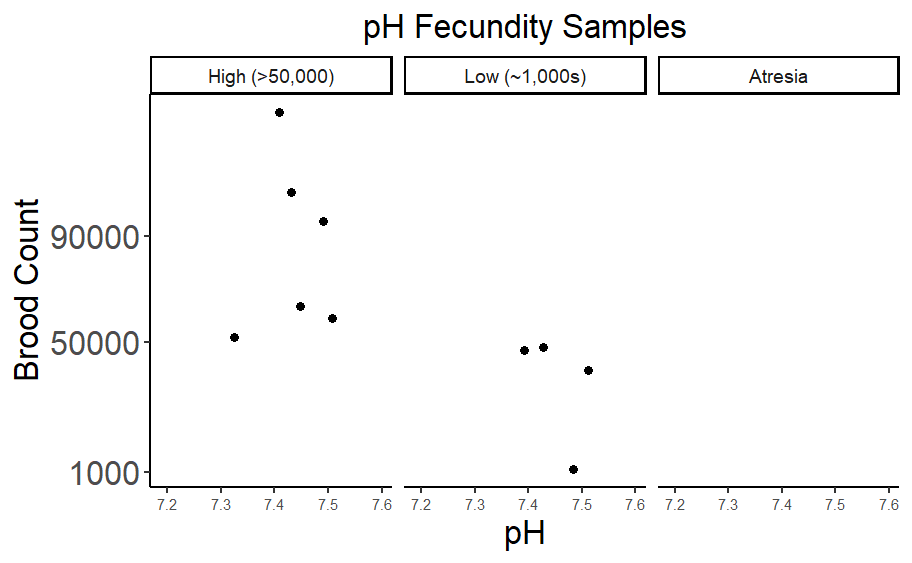 pH Fecundity Samples
High (>50,000) Low (~1,000s) Atresia
Brood Count
90000
50000
1000
7.2 7.3 7.4 7.5 7.6 7.2 7.3 7.4 7.5 7.6 7.2 7.3 7.4 7.5 7.6
pH